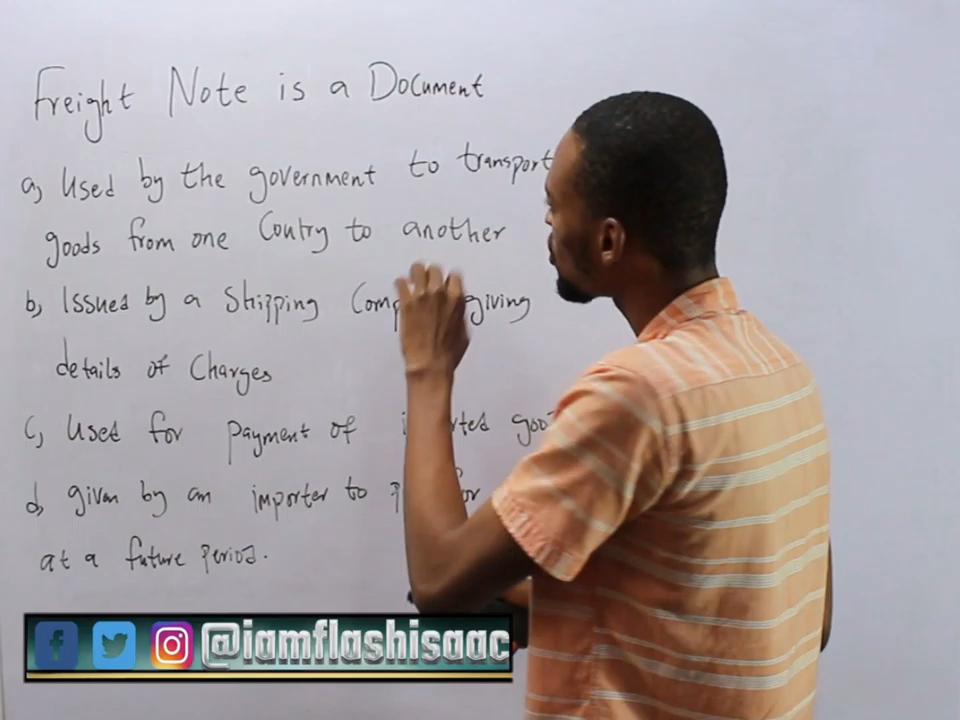 Freight Note is a Document
a, Used by the government to transport
goods from one Contry to another
b, Issued by a Shipping giving
details of Charges
c, Used for payment of
d, given by an importer to
at a future period.
@iamflashisaac